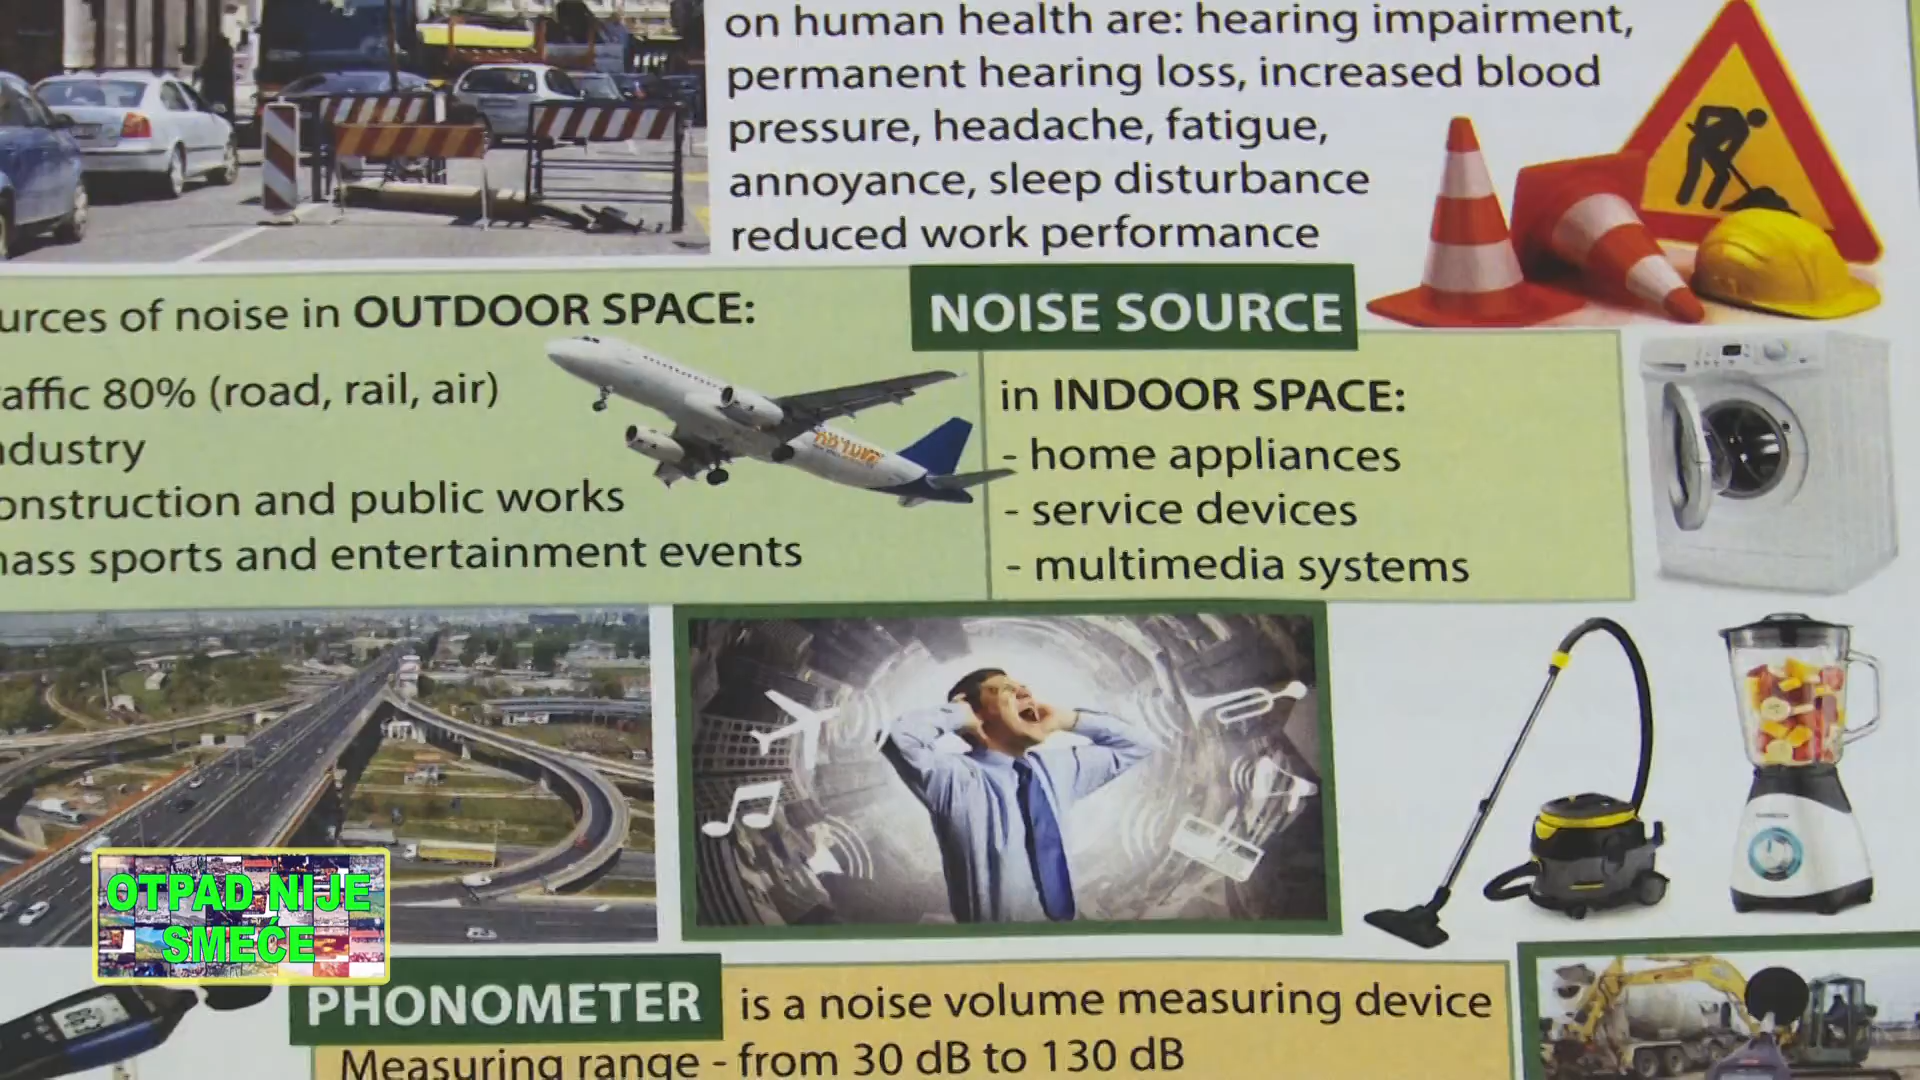 on human health are: hearing impairment,
permanent hearing loss, increased blood
pressure, headache, fatigue,
annoyance, sleep disturbance
reduced work performance
urces of noise in OUTDOOR SPACE:
affic 80% (road, rail, air)
ndustry
onstruction and public works
ass sports and entertainment events
NOISE SOURCE
in INDOOR SPACE:
- home appliances
- service devices
- multimedia systems
OTPAD NIJE
SMEĆE
PHONOMETER is a noise volume measuring device
Measuring range - from 30 dB to 130 dB